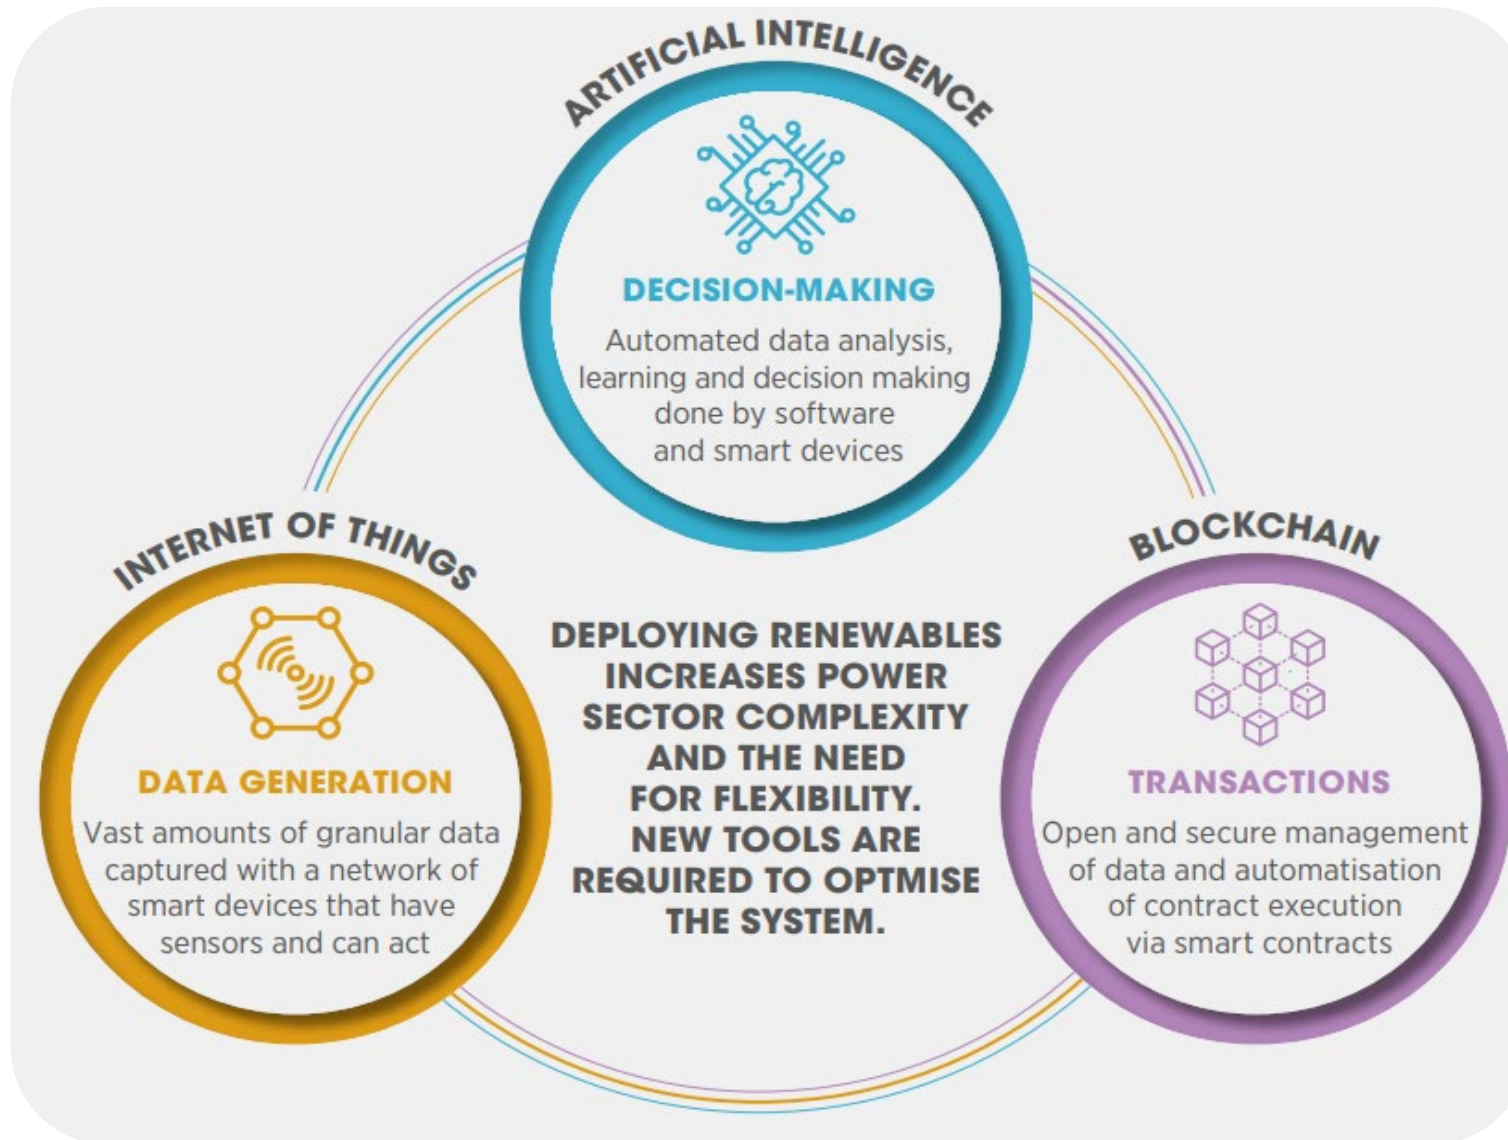 ARTIFICIAL INTELLIGENCE
DECISION-MAKING
Automated data analysis,
learning and decision making
done by software
and smart devices
INTERNET OF THINGS
DATA GENERATION
Vast amounts of granular data
captured with a network of
smart devices that have
sensors and can act
DEPLOYING RENEWABLES
INCREASES POWER
SECTOR COMPLEXITY
AND THE NEED
FOR FLEXIBILITY.
NEW TOOLS ARE
REQUIRED TO OPTMISE
THE SYSTEM.
BLOCKCHAIN
TRANSACTIONS
Open and secure management
of data and automatisation
of contract execution
via smart contracts